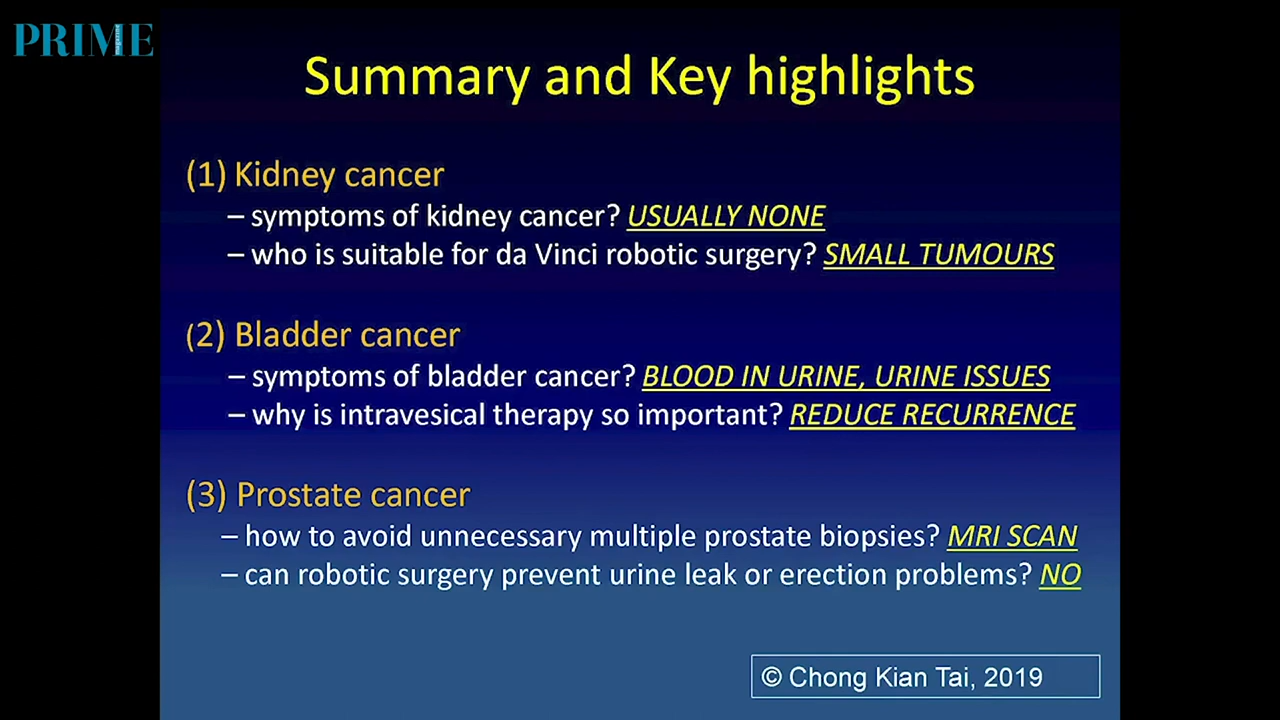 PRIME
magazine
Summary and Key highlights
(1) Kidney cancer
– symptoms of kidney cancer? USUALLY NONE
– who is suitable for da Vinci robotic surgery? SMALL TUMOURS
(2) Bladder cancer
– symptoms of bladder cancer? BLOOD IN URINE, URINE ISSUES
– why is intravesical therapy so important? REDUCE RECURRENCE
(3) Prostate cancer
– how to avoid unnecessary multiple prostate biopsies? MRI SCAN
– can robotic surgery prevent urine leak or erection problems? NO
© Chong Kian Tai, 2019